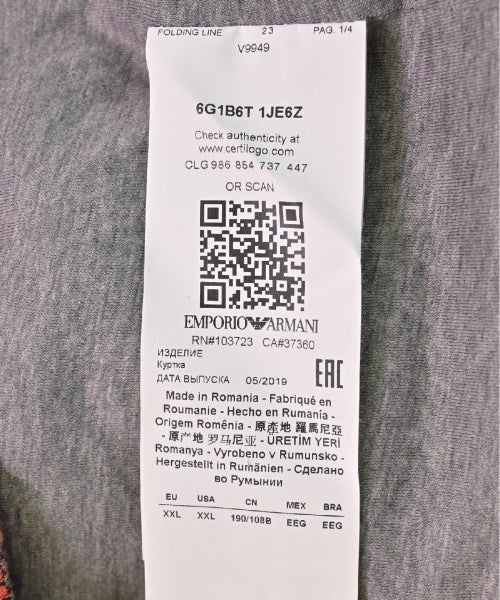 FOLDING LINE 23 PAG. 1/4
V9949
6G1B6T 1JE6Z
Check authenticity at
www.certilogo.com
CLG 986 854 737 447
OR SCAN
EMPORIO ARMANI
RN#103723 CA#37360
ИЗДЕЛИЕ
Куртка
ДАТА ВЫПУСКА 05/2019
EAC
Made in Romania - Fabriqué en
Roumanie - Hecho en Rumania -
Origem Romênia - 原產地 羅馬尼亞
- 原产地 罗马尼亚 - ÜRETİM YERİ
Romanya - Vyrobeno v Rumunsko -
Hergestellt in Rumänien - Сделано
во Румынии
EU USA CN MEX BRA
XXL XXL 190/108B EEG EEG